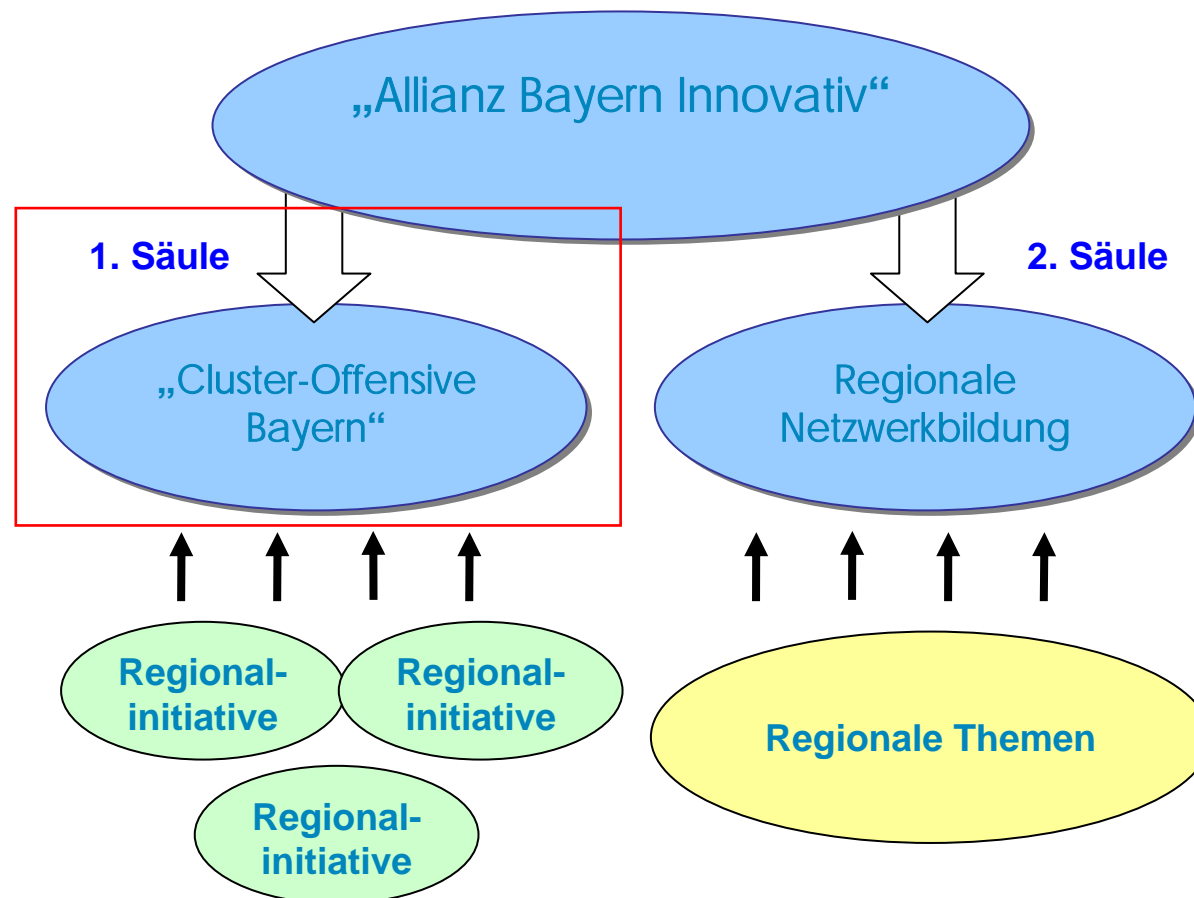 „Allianz Bayern Innovativ“
1. Säule
2. Säule
„Cluster-Offensive
Bayern“
Regionale
Netzwerkbildung
Regional-
initiative
Regional-
initiative
Regionale Themen
Regional-
initiative